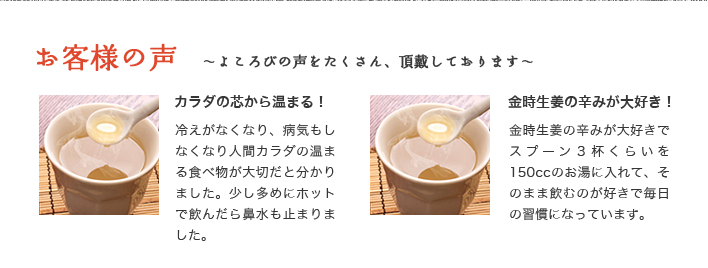 お客様の声
～よころびの声をたくさん、頂戴しております～
カラダの芯から温まる！
冷えがなくなり、病気もし
なくなり人間カラダの温ま
る食べ物が大切だと分かり
ました。少し多めにホット
で飲んだら鼻水も止まりま
した。
金時生姜の辛みが大好き！
金時生姜の辛みが大好きで
スプーン３杯くらいを
150ccのお湯に入れて、そ
のまま飲むのが好きで毎日
の習慣になっています。